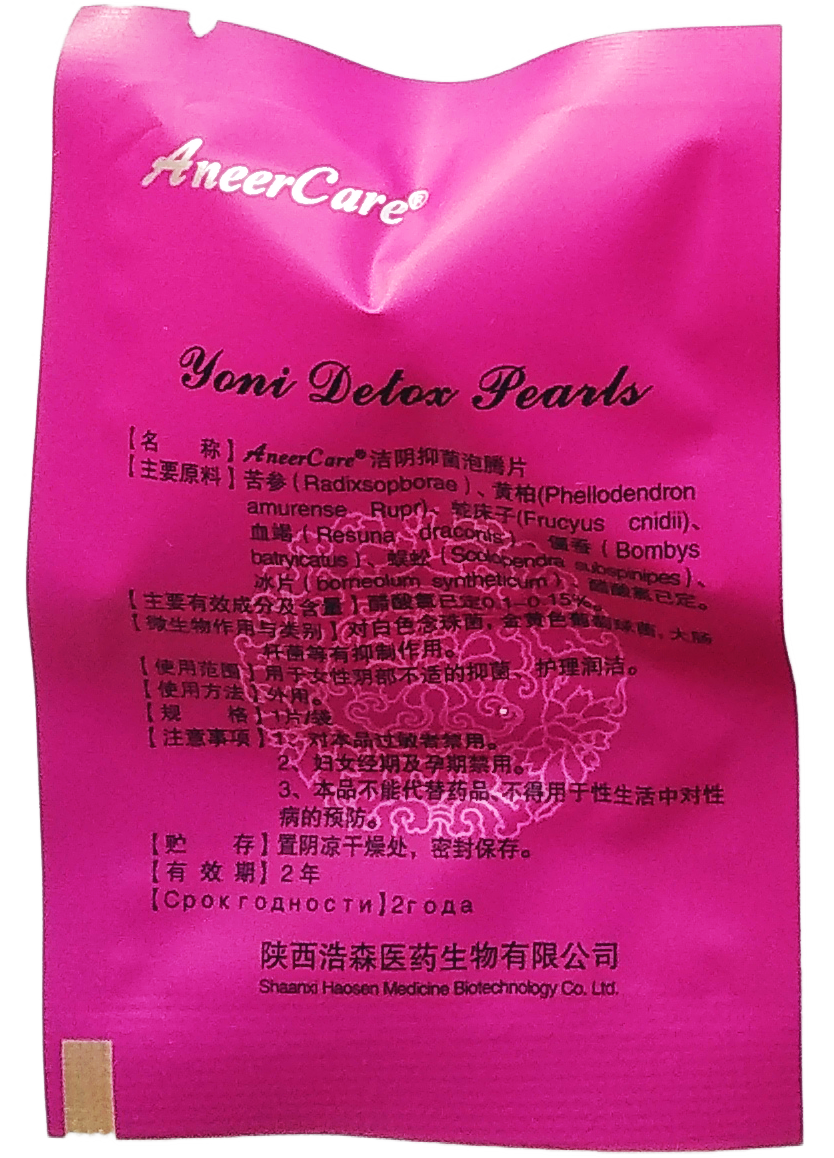 AneerCare®
Yoni Detox Pearls
【名 称】AneerCare®洁阴抑菌泡腾片
【主要原料】苦参(Radixsopborae)、黄柏(Phellodendron
amurense Rupr)、蛇床子(Frucyus cnidii)、
血竭(Resuna draconis)、僵蚕(Bombys
batryicatus)、蜈蚣(Scolopendra subspinipes)、
冰片(borneolum syntheticum)、醋酸氯已定。
【主要有效成分及含量】醋酸氯已定0.1-0.15%。
【微生物作用与类别】对白色念珠菌，金黄色葡萄球菌，大肠
杆菌等有抑制作用。
【使用范围】用于女性阴部不适的抑菌、护理润洁。
【使用方法】外用。
【规 格】1片/袋
【注意事项】1、对本品过敏者禁用。
2、妇女经期及孕期禁用。
3、本品不能代替药品、不得用于性生活中对性
病的预防。
【贮 存】置阴凉干燥处，密封保存。
【有 效 期】2年
【Срок годности】2года
陕西浩森医药生物有限公司
Shaanxi Haosen Medicine Biotechnology Co. Ltd.